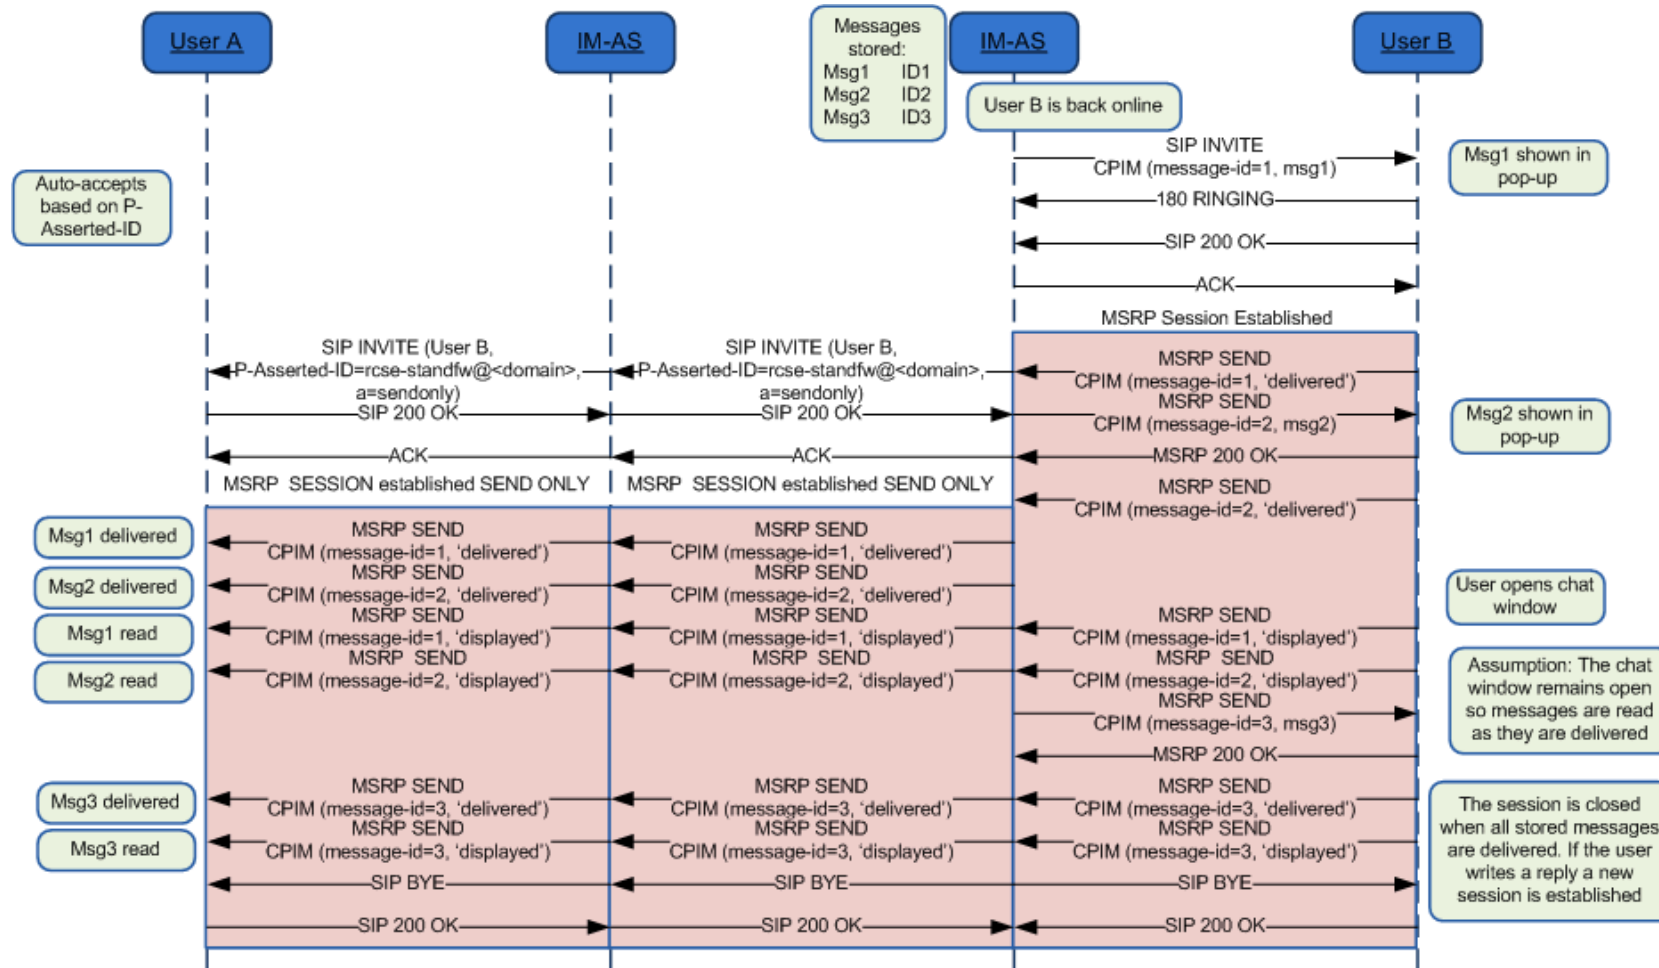 User A
IM-AS
Messages
stored:
Msg1 ID1
Msg2 ID2
Msg3 ID3
IM-AS
User B
User B is back online
SIP INVITE
CPIM (message-id=1, msg1)
Msg1 shown in
pop-up
Auto-accepts
based on P-
Asserted-ID
180 RINGING
SIP 200 OK
ACK
MSRP Session Established
SIP INVITE (User B,
P-Asserted-ID=rcse-standfw@<domain>,
a=sendonly)
SIP INVITE (User B,
P-Asserted-ID=rcse-standfw@<domain>,
a=sendonly)
MSRP SEND
CPIM (message-id=1, ‘delivered’)
SIP 200 OK
SIP 200 OK
MSRP SEND
CPIM (message-id=2, msg2)
Msg2 shown in
pop-up
ACK
ACK
MSRP 200 OK
MSRP SESSION established SEND ONLY
MSRP SESSION established SEND ONLY
MSRP SEND
CPIM (message-id=2, ‘delivered’)
Msg1 delivered
MSRP SEND
CPIM (message-id=1, ‘delivered’)
MSRP SEND
CPIM (message-id=1, ‘delivered’)
Msg2 delivered
MSRP SEND
CPIM (message-id=2, ‘delivered’)
MSRP SEND
CPIM (message-id=2, ‘delivered’)
User opens chat
window
Msg1 read
MSRP SEND
CPIM (message-id=1, ‘displayed’)
MSRP SEND
CPIM (message-id=1, ‘displayed’)
MSRP SEND
CPIM (message-id=1, ‘displayed’)
Msg2 read
MSRP SEND
CPIM (message-id=2, ‘displayed’)
MSRP SEND
CPIM (message-id=2, ‘displayed’)
MSRP SEND
CPIM (message-id=2, ‘displayed’)
Assumption: The chat
window remains open
so messages are read
as they are delivered
MSRP SEND
CPIM (message-id=3, msg3)
MSRP 200 OK
Msg3 delivered
MSRP SEND
CPIM (message-id=3, ‘delivered’)
MSRP SEND
CPIM (message-id=3, ‘delivered’)
MSRP SEND
CPIM (message-id=3, ‘delivered’)
Msg3 read
MSRP SEND
CPIM (message-id=3, ‘displayed’)
MSRP SEND
CPIM (message-id=3, ‘displayed’)
MSRP SEND
CPIM (message-id=3, ‘displayed’)
The session is closed
when all stored messages
are delivered. If the user
writes a reply a new
session is established
SIP BYE
SIP BYE
SIP BYE
SIP 200 OK
SIP 200 OK
SIP 200 OK